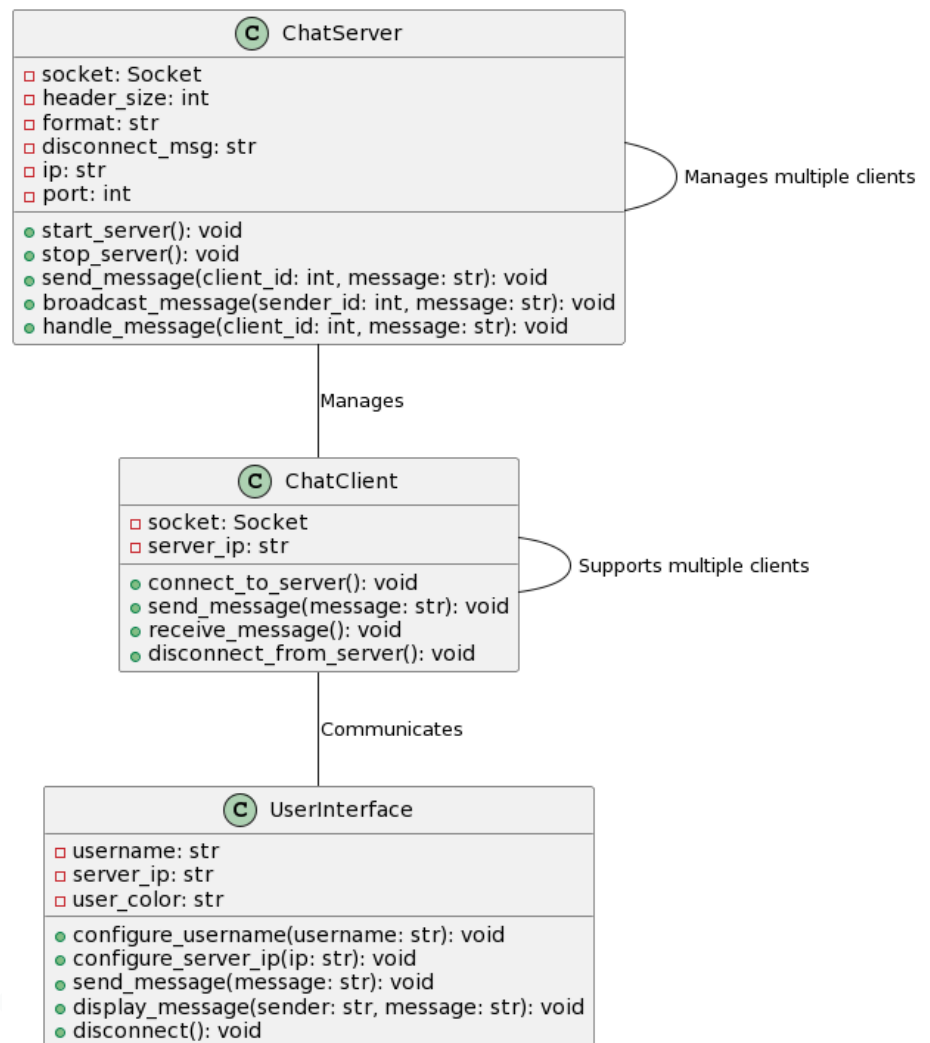 C ChatServer
socket: Socket
header_size: int
format: str
disconnect_msg: str
ip: str
port: int
Manages multiple clients
start_server(): void
stop_server(): void
send_message(client_id: int, message: str): void
broadcast_message(sender_id: int, message: str): void
handle_message(client_id: int, message: str): void
Manages
C ChatClient
socket: Socket
server_ip: str
Supports multiple clients
connect_to_server(): void
send_message(message: str): void
receive_message(): void
disconnect_from_server(): void
Communicates
C UserInterface
username: str
server_ip: str
user_color: str
configure_username(username: str): void
configure_server_ip(ip: str): void
send_message(message: str): void
display_message(sender: str, message: str): void
disconnect(): void